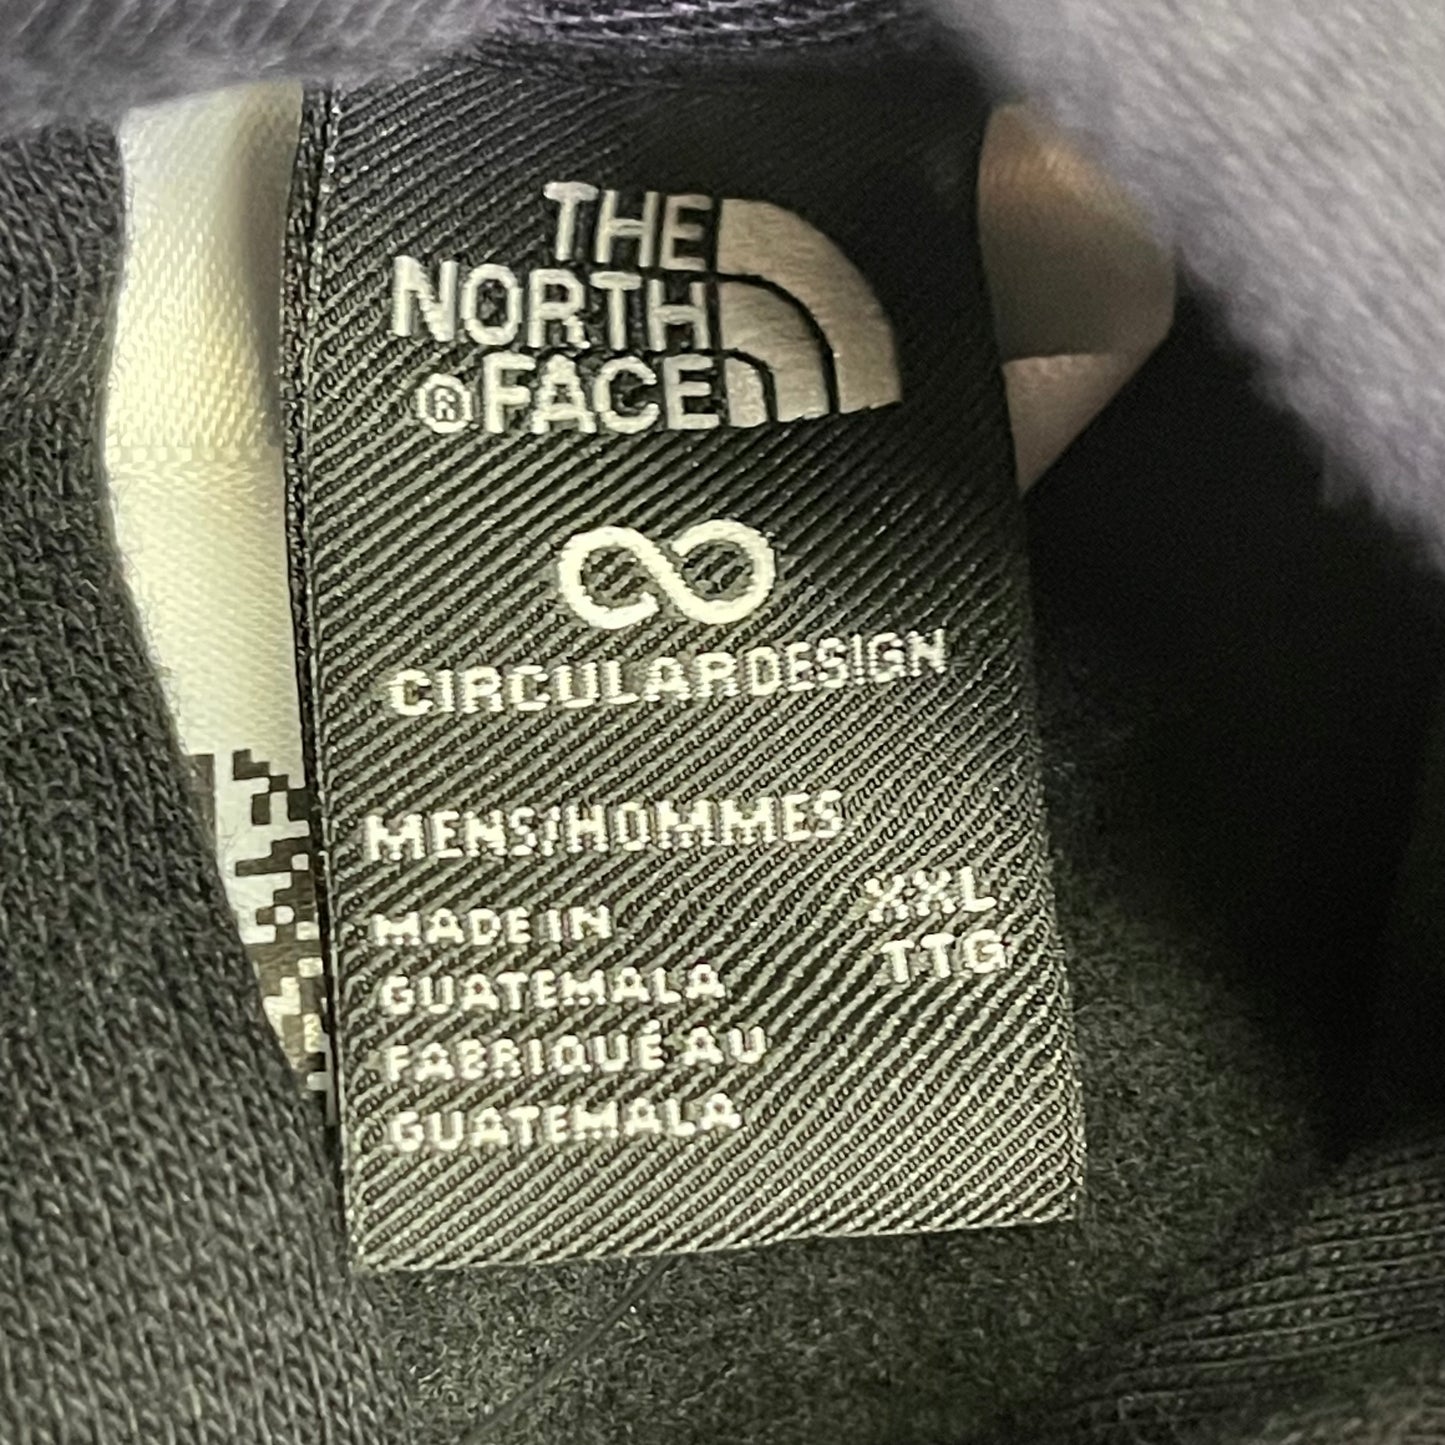 THE
NORTH
®FACE
CIRCULARDESIGN
MENS/HOMMES
XXL
TTG
MADE IN
GUATEMALA
FABRIQUÉ AU
GUATEMALA